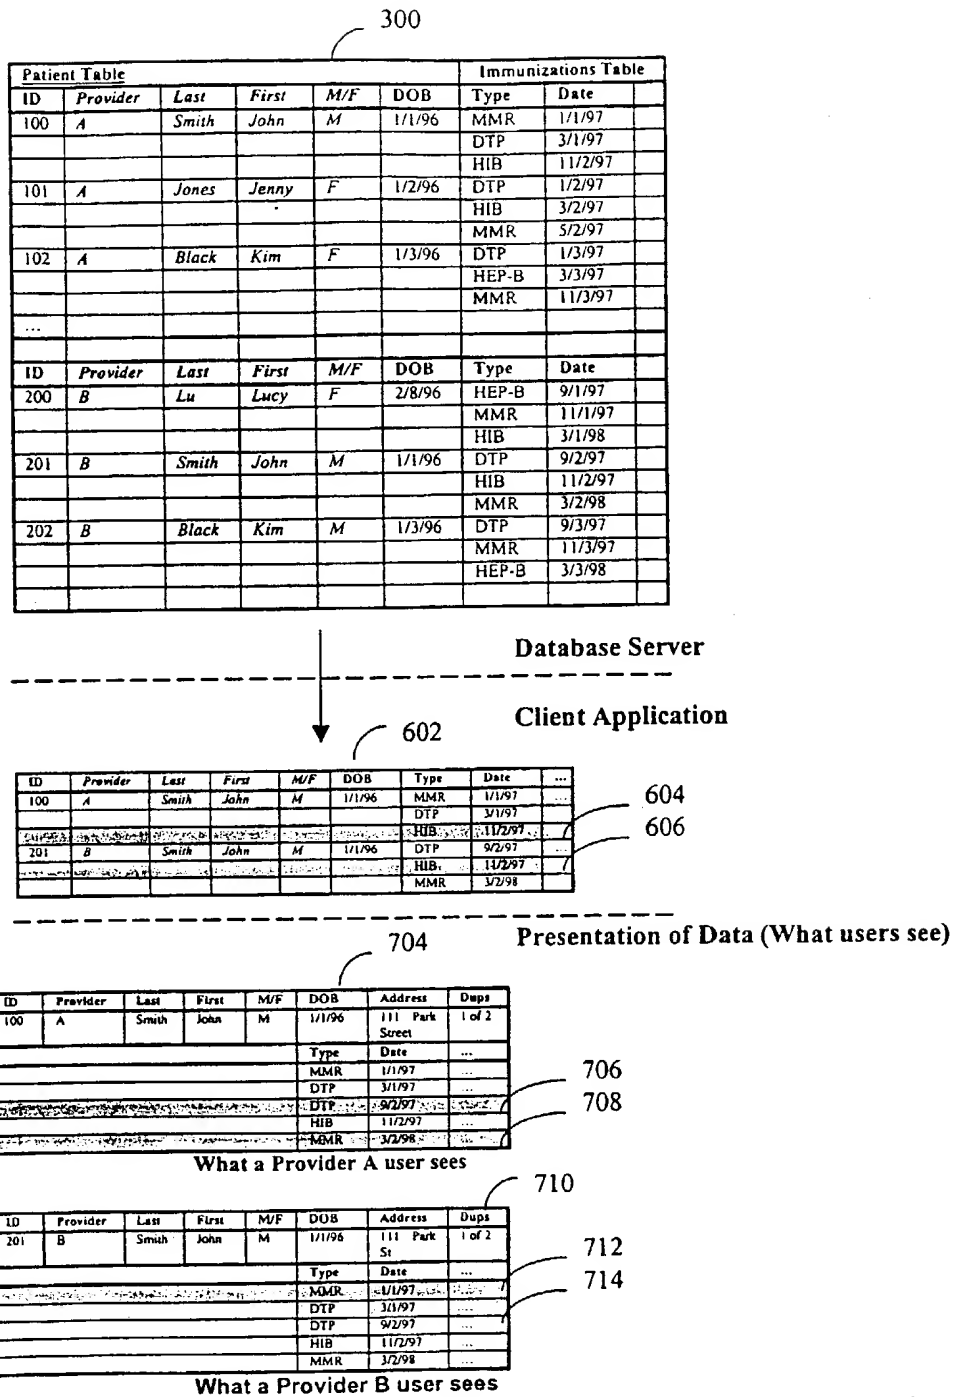 300
Patient Table Immunizations Table
ID Provider Last First M/F DOB Type Date
100 A Smith John M 1/1/96 MMR 1/1/97
DTP 3/1/97
HIB 11/2/97
101 A Jones Jenny F 1/2/96 DTP 1/2/97
HIB 3/2/97
MMR 5/2/97
102 A Black Kim F 1/3/96 DTP 1/3/97
HEP-B 3/3/97
MMR 11/3/97
...
ID Provider Last First M/F DOB Type Date
200 B Lu Lucy F 2/8/96 HEP-B 9/1/97
MMR 11/1/97
HIB 3/1/98
201 B Smith John M 1/1/96 DTP 9/2/97
HIB 11/2/97
MMR 3/2/98
202 B Black Kim M 1/3/96 DTP 9/3/97
MMR 11/3/97
HEP-B 3/3/98
Database Server
Client Application
602
ID Provider Last First M/F DOB Type Date ...
100 A Smith John M 1/1/96 MMR 1/1/97 ...
DTP 3/1/97
HIB 11/2/97 604
201 B Smith John M 1/1/96 DTP 9/2/97 ...
HIB 11/2/97 606
MMR 3/2/98
Presentation of Data (What users see)
704
ID Provider Last First M/F DOB Address Dups
100 A Smith John M 1/1/96 111 Park 1 of 2
Street
Type Date ...
MMR 1/1/97 ...
DTP 3/1/97 ...
DTP 9/2/97 ... 706
HIB 11/2/97 ...
MMR 3/2/98 ... 708
What a Provider A user sees
710
ID Provider Last First M/F DOB Address Dups
201 B Smith John M 1/1/96 111 Park 1 of 2
St
Type Date ...
MMR 1/1/97 ... 712
DTP 3/1/97 ... 714
DTP 9/2/97 ...
HIB 11/2/97 ...
MMR 3/2/98 ...
What a Provider B user sees